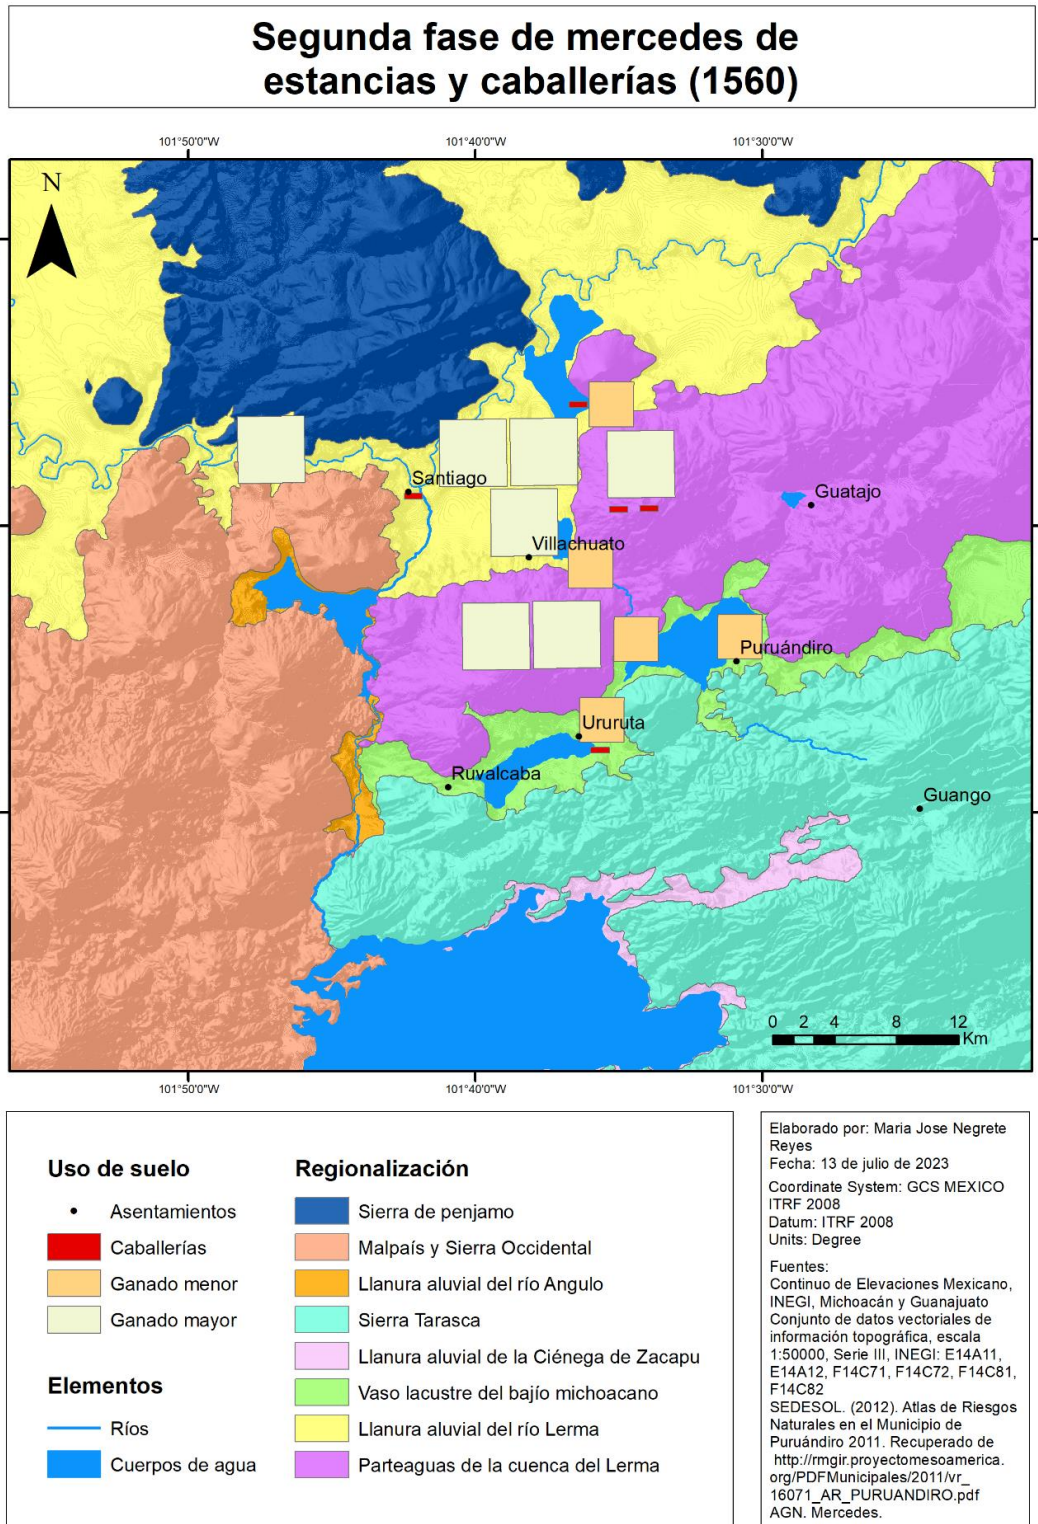 Segunda fase de mercedes de
estancias y caballerías (1560)
101°50'0"W
101°40'0"W
101°30'0"W
N
Santiago
Guatajo
Villachuato
Puruándiro
Ururuta
Ruvalcaba
Guango
0 2 4 8 12
Km
101°50'0"W
101°40'0"W
101°30'0"W
Uso de suelo
Asentamientos
Caballerías
Ganado menor
Ganado mayor
Elementos
Ríos
Cuerpos de agua
Regionalización
Sierra de penjamo
Malpaís y Sierra Occidental
Llanura aluvial del río Angulo
Sierra Tarasca
Llanura aluvial de la Ciénega de Zacapu
Vaso lacustre del bajío michoacano
Llanura aluvial del río Lerma
Parteaguas de la cuenca del Lerma
Elaborado por: Maria Jose Negrete
Reyes
Fecha: 13 de julio de 2023
Coordinate System: GCS MEXICO
ITRF 2008
Datum: ITRF 2008
Units: Degree
Fuentes:
Continuo de Elevaciones Mexicano,
INEGI, Michoacán y Guanajuato
Conjunto de datos vectoriales de
información topográfica, escala
1:50000, Serie III, INEGI: E14A11,
E14A12, F14C71, F14C72, F14C81,
F14C82
SEDESOL. (2012). Atlas de Riesgos
Naturales en el Municipio de
Puruándiro 2011. Recuperado de
http://rmgir.proyectomesoamerica.
org/PDFMunicipales/2011/vr_
16071_AR_PURUANDIRO.pdf
AGN. Mercedes.